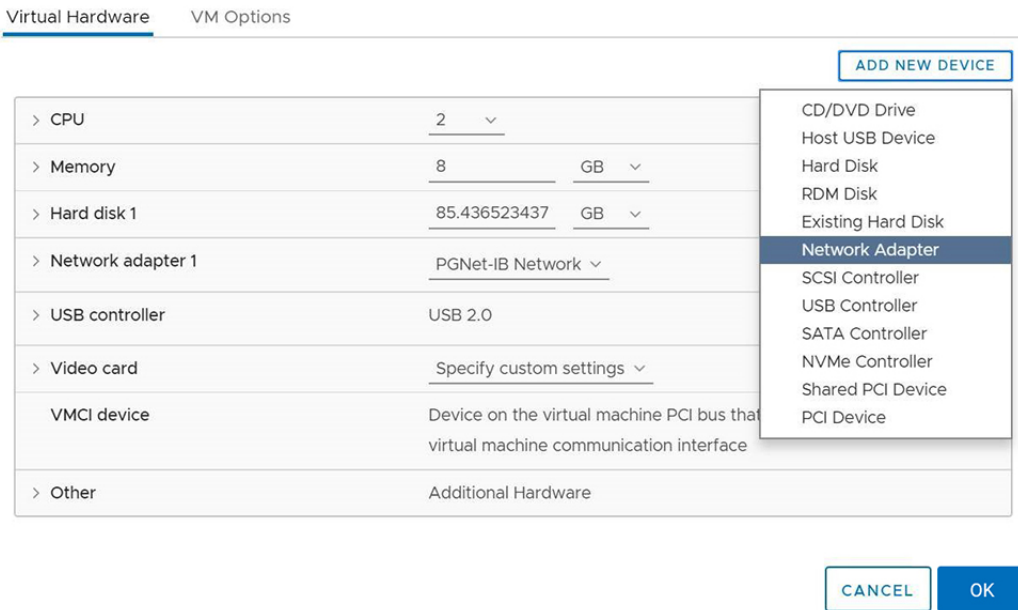 Virtual Hardware VM Options
ADD NEW DEVICE
CPU 2
Memory 8 GB
Hard disk 1 85.436523437 GB
Network adapter 1 PGNet-IB Network
USB controller USB 2.0
Video card Specify custom settings
VMCI device Device on the virtual machine PCI bus that
virtual machine communication interface
Other Additional Hardware
CD/DVD Drive
Host USB Device
Hard Disk
RDM Disk
Existing Hard Disk
Network Adapter
SCSI Controller
USB Controller
SATA Controller
NVMe Controller
Shared PCI Device
PCI Device
CANCEL OK